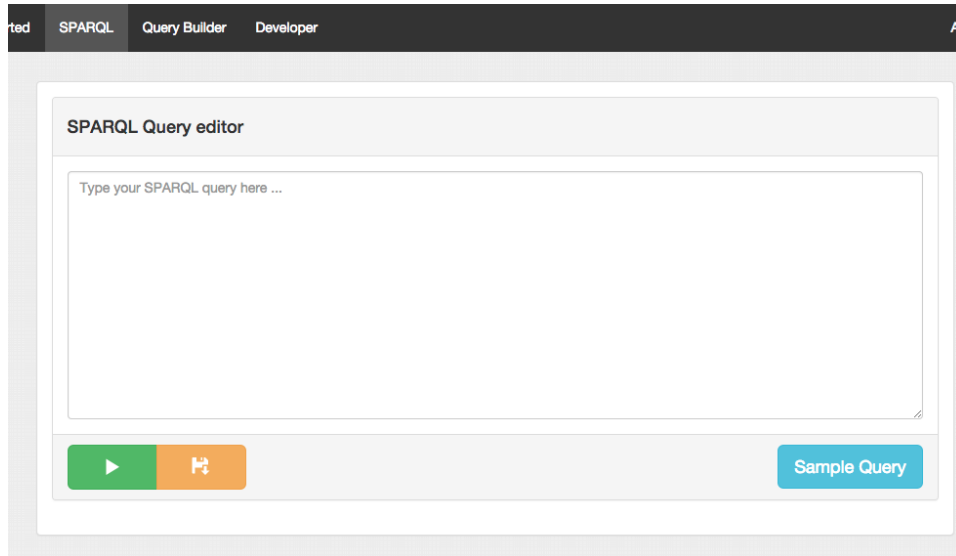 rted SPARQL Query Builder Developer A
SPARQL Query editor
Type your SPARQL query here ...
Sample Query